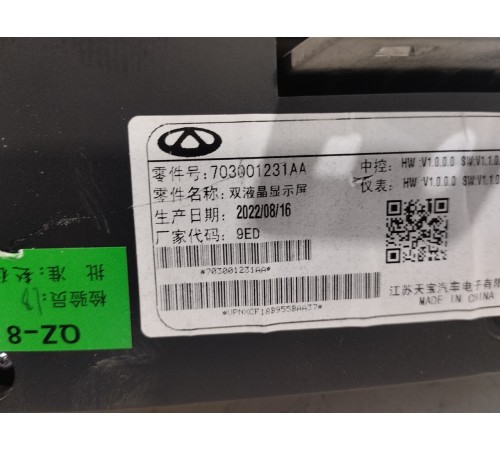 零件号: 703001231AA
零件名称: 双液晶显示屏
生产日期: 2022/08/16
厂家代码: 9ED
中控: HW :V1.0.0.0 SW:V1.1.0
仪表: HW :V1.0.0.0 SW:V1.1.0
*703001231AA*
*VPNXCF18B955BAA37*
江苏天宝汽车电子有限
MADE IN CHINA
批 准:
检验员:
QZ-8